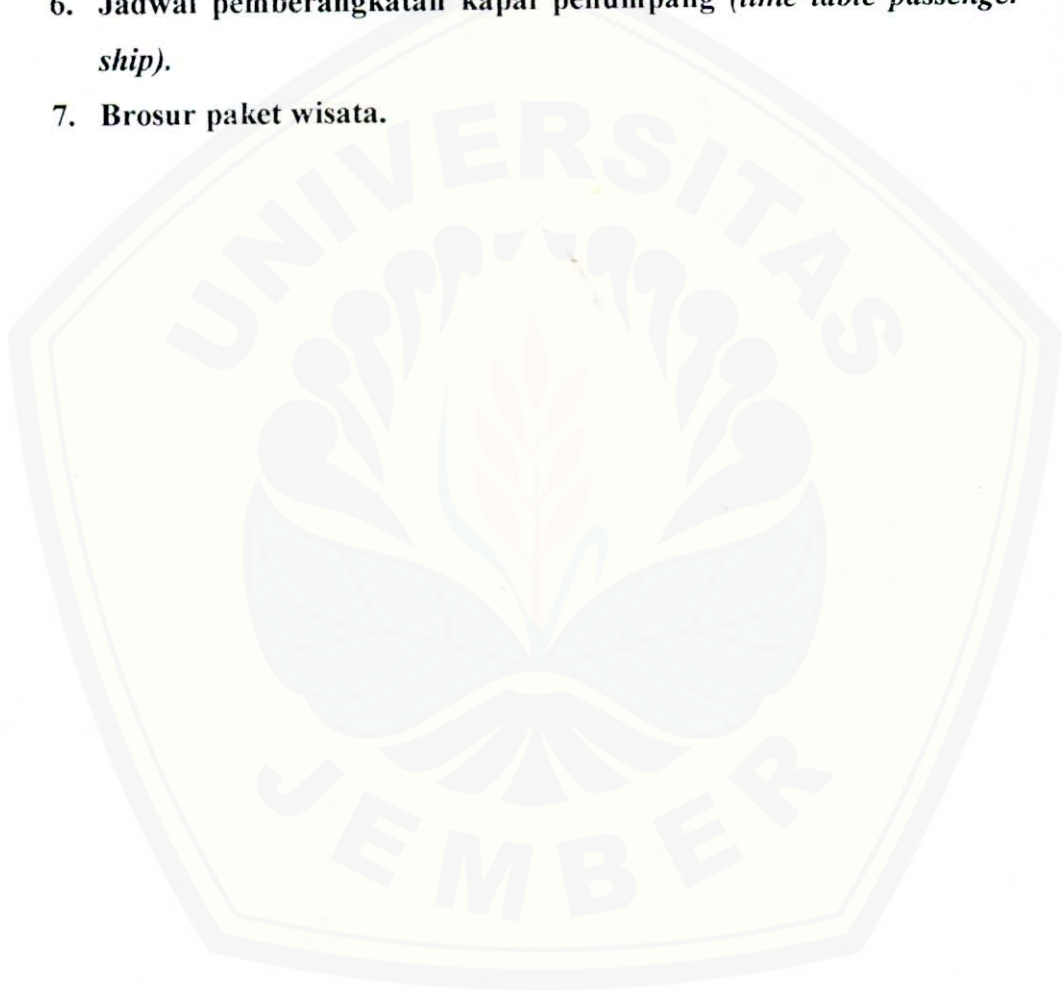 6. Jadwal pemberangkatan kapal penumpang (time table passenger
ship).
7. Brosur paket wisata.
UNIVERSITAS
JEMBER